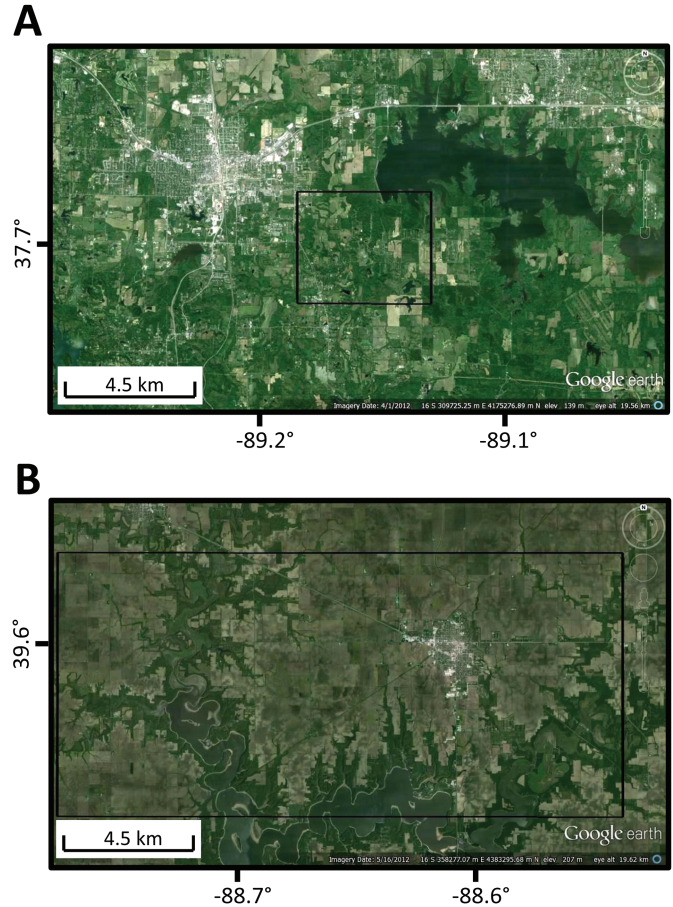 A
N
37.7°
4.5 km
Google earth
Imagery Date: 4/1/2012 16 S 309725.25 m E 4175276.89 m N elev 139 m eye alt 19.56 km
-89.2°
-89.1°
B
N
39.6°
4.5 km
Google earth
Imagery Date: 5/16/2012 16 S 358277.07 m E 4383295.68 m N elev 207 m eye alt 19.62 km
-88.7°
-88.6°